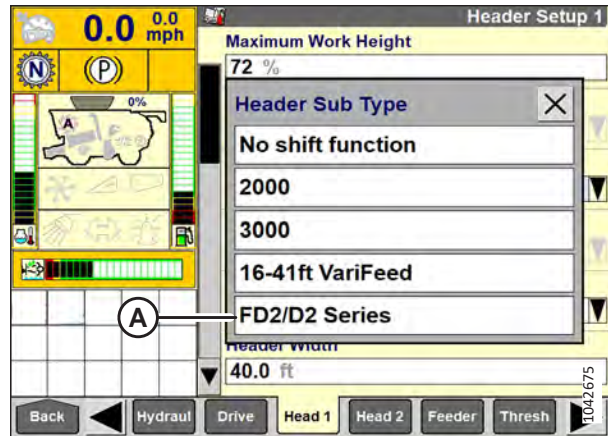 0.0 0.0 mph
Header Setup 1
Maximum Work Height
72 %
N (P)
0%
A
Header Sub Type
No shift function
2000
3000
16-41ft VariFeed
A
FD2/D2 Series
Header Width
40.0 ft
Back Hydraul Drive Head 1 Head 2 Feeder Thresh
1042675